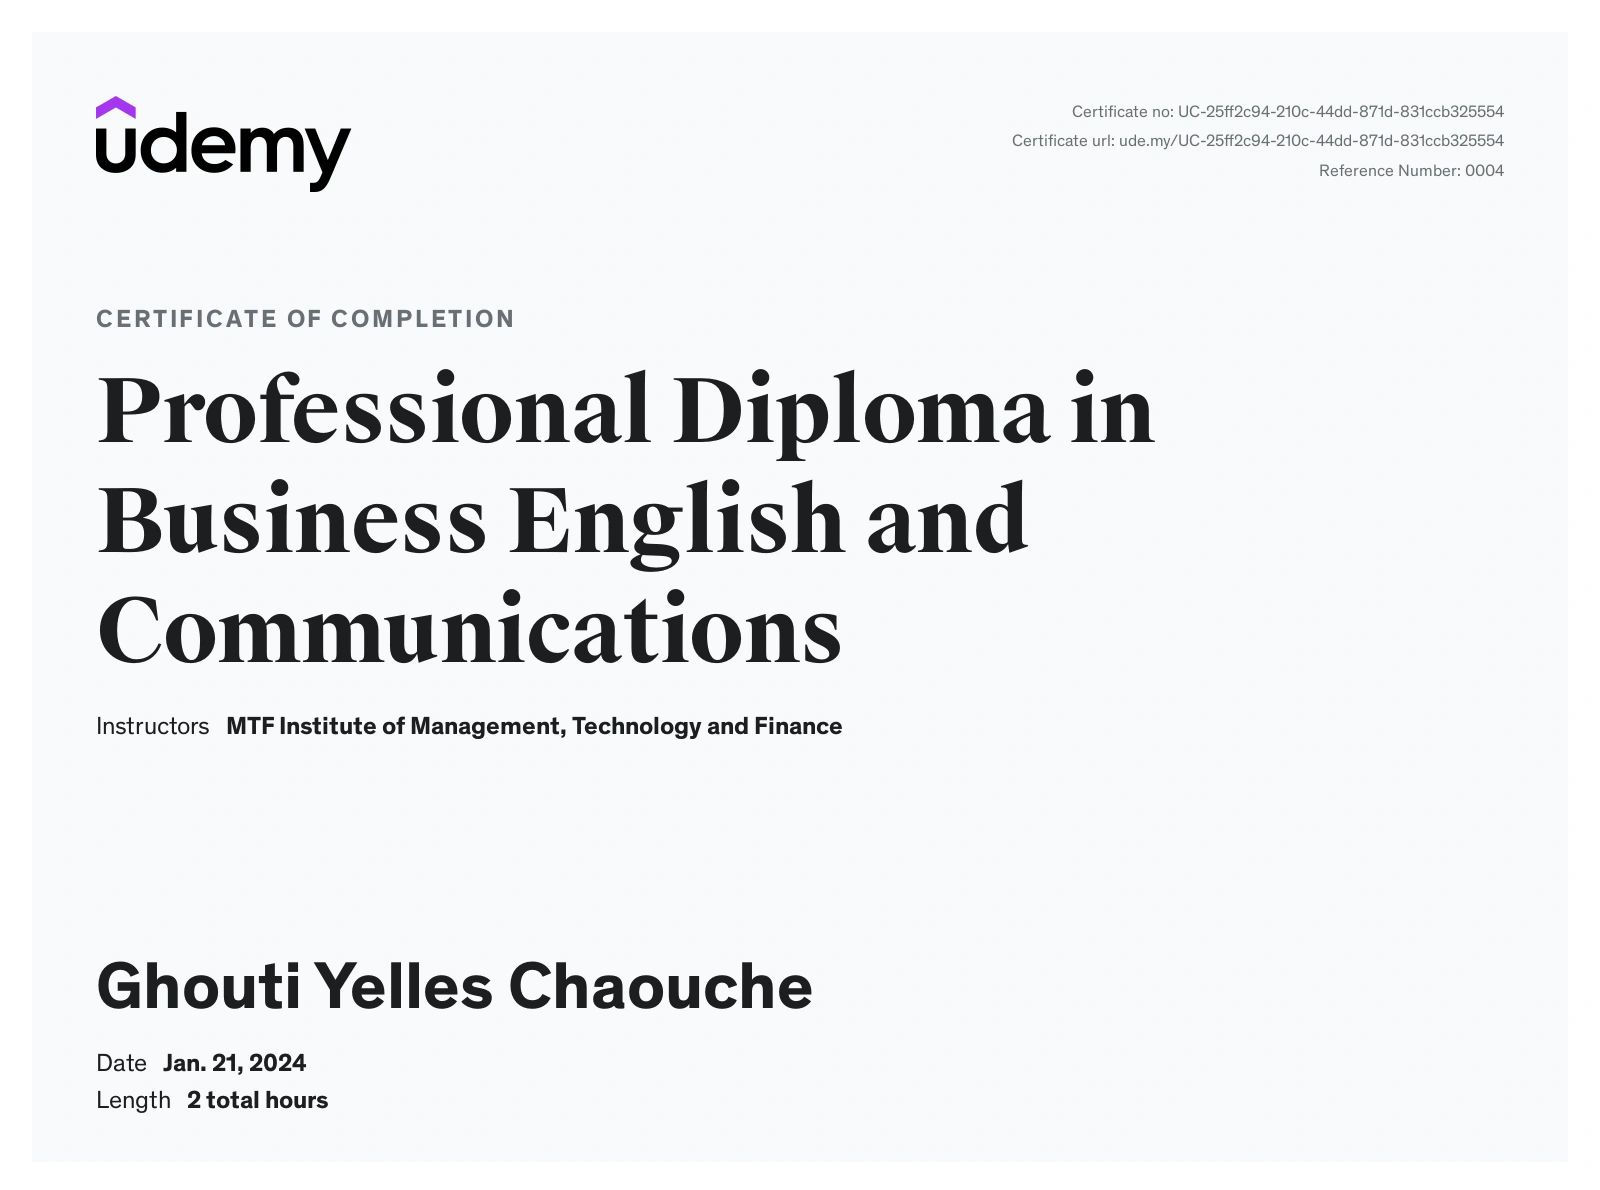 udemy
Certificate no: UC-25ff2c94-210c-44dd-871d-831ccb325554
Certificate url: ude.my/UC-25ff2c94-210c-44dd-871d-831ccb325554
Reference Number: 0004
CERTIFICATE OF COMPLETION
Professional Diploma in
Business English and
Communications
Instructors MTF Institute of Management, Technology and Finance
Ghouti Yelles Chaouche
Date Jan. 21, 2024
Length 2 total hours